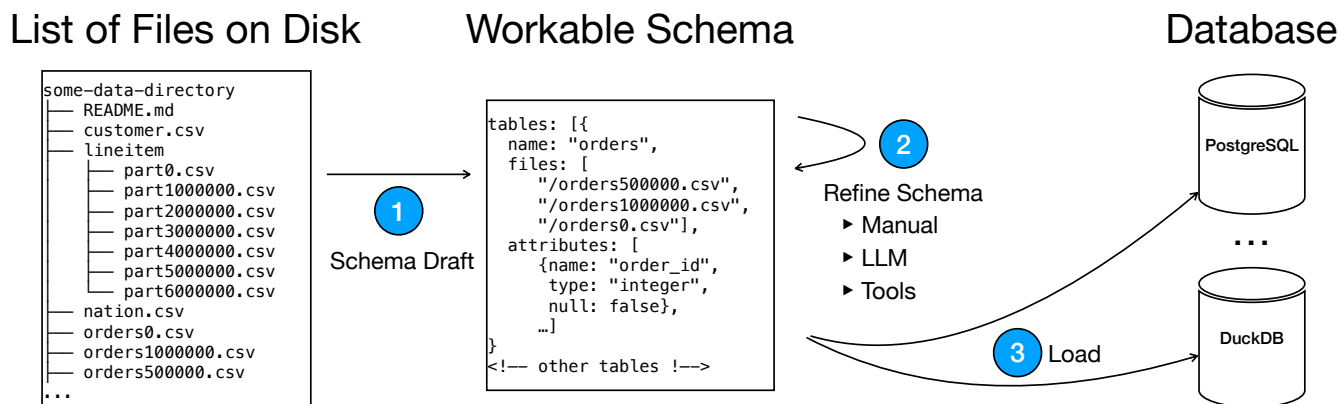 List of Files on Disk
some-data-directory
├── README.md
├── customer.csv
├── lineitem
│   ├── part0.csv
│   ├── part1000000.csv
│   ├── part2000000.csv
│   ├── part3000000.csv
│   ├── part4000000.csv
│   ├── part5000000.csv
│   └── part6000000.csv
├── nation.csv
├── orders0.csv
├── orders1000000.csv
├── orders500000.csv
...
1
Schema Draft
Workable Schema
tables: [{
  name: "orders",
  files: [
    "/orders500000.csv",
    "/orders1000000.csv",
    "/orders0.csv"],
  attributes: [
    {name: "order_id",
     type: "integer",
     null: false},
    …]
}
<!-- other tables !-->
2
Refine Schema
‣ Manual
‣ LLM
‣ Tools
3 Load
Database
PostgreSQL
...
DuckDB